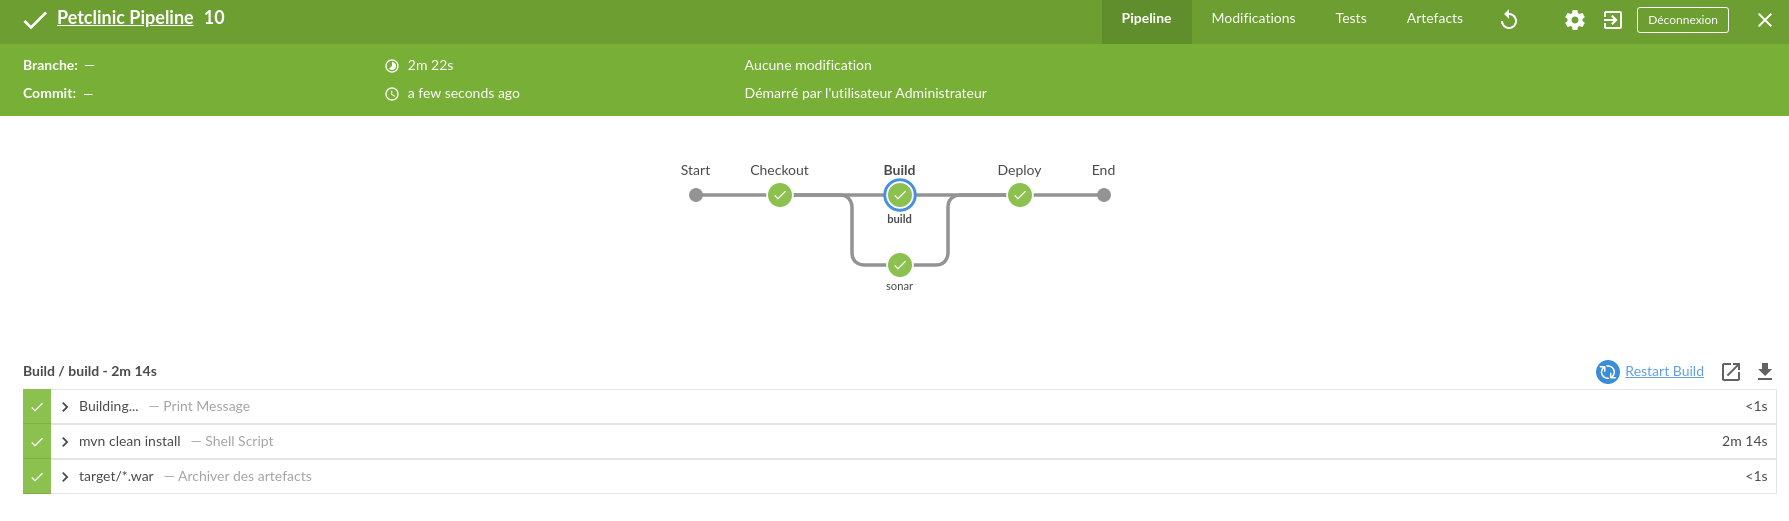 Petclinic Pipeline 10
Pipeline Modifications Tests Artefacts Déconnexion
Branche: — 2m 22s Aucune modification
Commit: — a few seconds ago Démarré par l'utilisateur Administrateur
Start Checkout Build Deploy End
build
sonar
Build / build - 2m 14s Restart Build
Building... — Print Message <1s
mvn clean install — Shell Script 2m 14s
target/*.war — Archiver des artefacts <1s